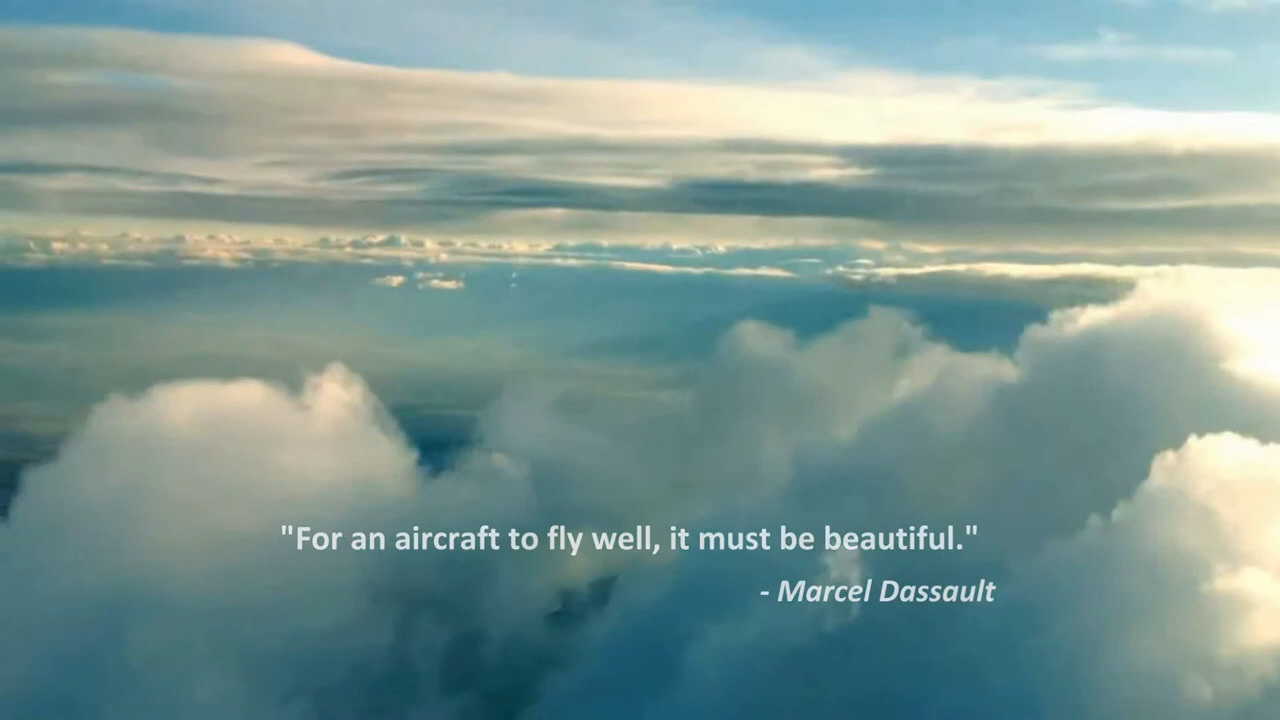 "For an aircraft to fly well, it must be beautiful."
- Marcel Dassault